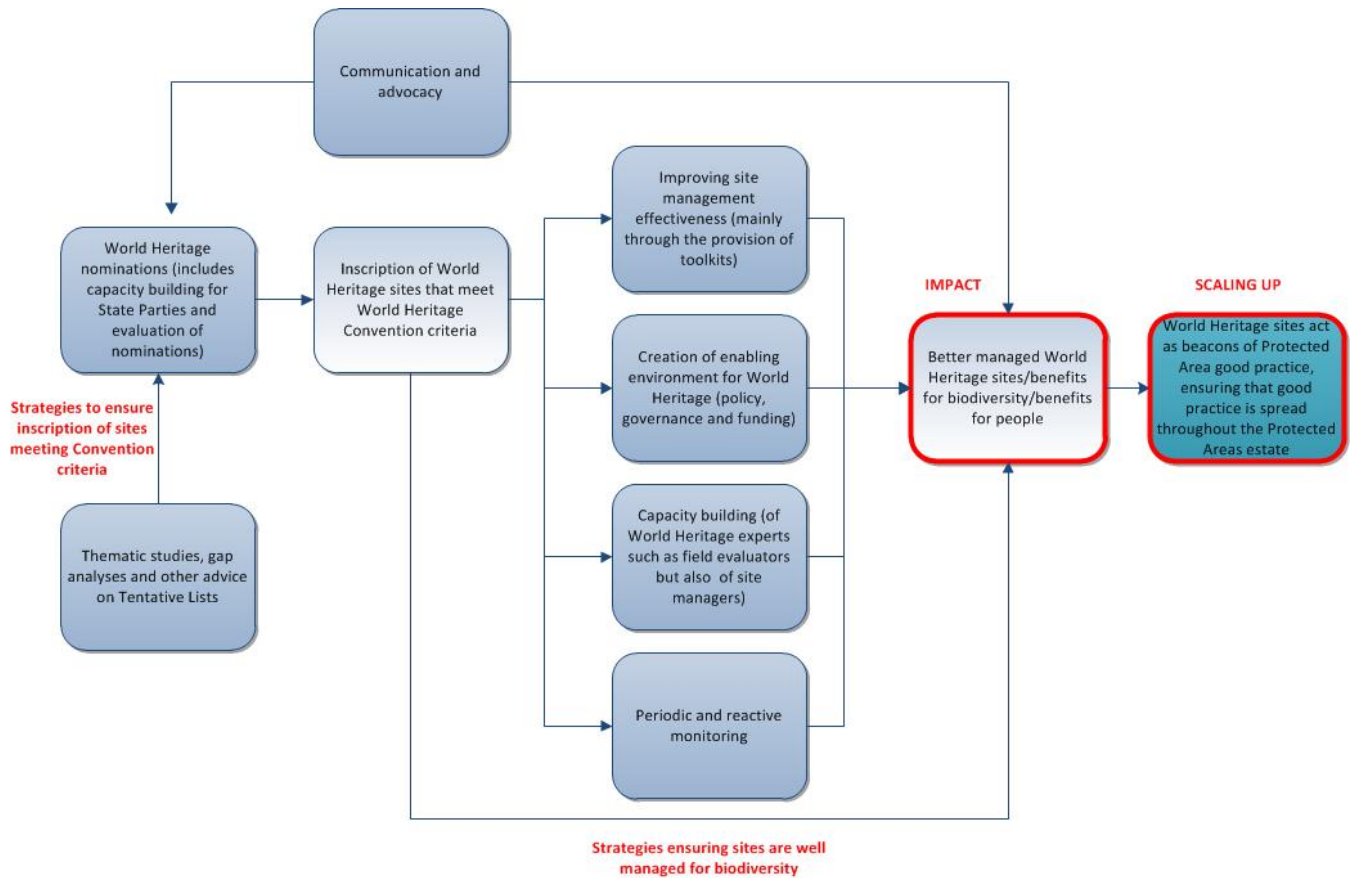 Communication and
advocacy
World Heritage
nominations (includes
capacity building for
State Parties and
evaluation of
nominations)
Strategies to ensure
inscription of sites
meeting Convention
criteria
Thematic studies, gap
analyses and other advice
on Tentative Lists
Inscription of World
Heritage sites that meet
World Heritage
Convention criteria
Improving site
management
effectiveness (mainly
through the provision of
toolkits)
Creation of enabling
environment for World
Heritage (policy,
governance and funding)
Capacity building (of
World Heritage experts
such as field evaluators
but also of site
managers)
Periodic and reactive
monitoring
Strategies ensuring sites are well
managed for biodiversity
IMPACT
Better managed World
Heritage sites/benefits
for biodiversity/benefits
for people
SCALING UP
World Heritage sites act
as beacons of Protected
Area good practice,
ensuring that good
practice is spread
throughout the Protected
Areas estate